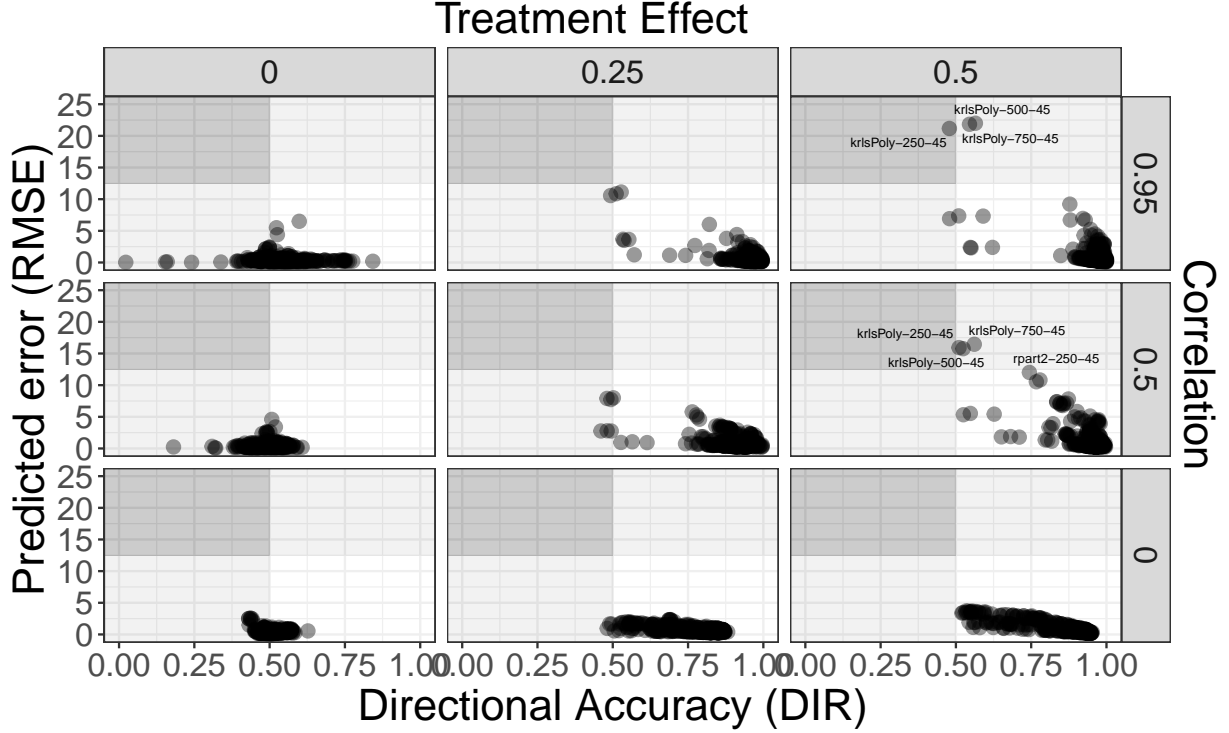 Treatment Effect
0
0.25
0.5
25
20
15
10
5
0
krlsPoly-500-45
krlsPoly-250-45
krlsPoly-750-45
0.95
25
20
15
10
5
0
krlsPoly-250-45
krlsPoly-750-45
krlsPoly-500-45
rpart2-250-45
0.5
25
20
15
10
5
0
0
Predicted error (RMSE)
Correlation
0.00 0.25 0.50 0.75 1.00 0.00 0.25 0.50 0.75 1.00 0.00 0.25 0.50 0.75 1.00
Directional Accuracy (DIR)